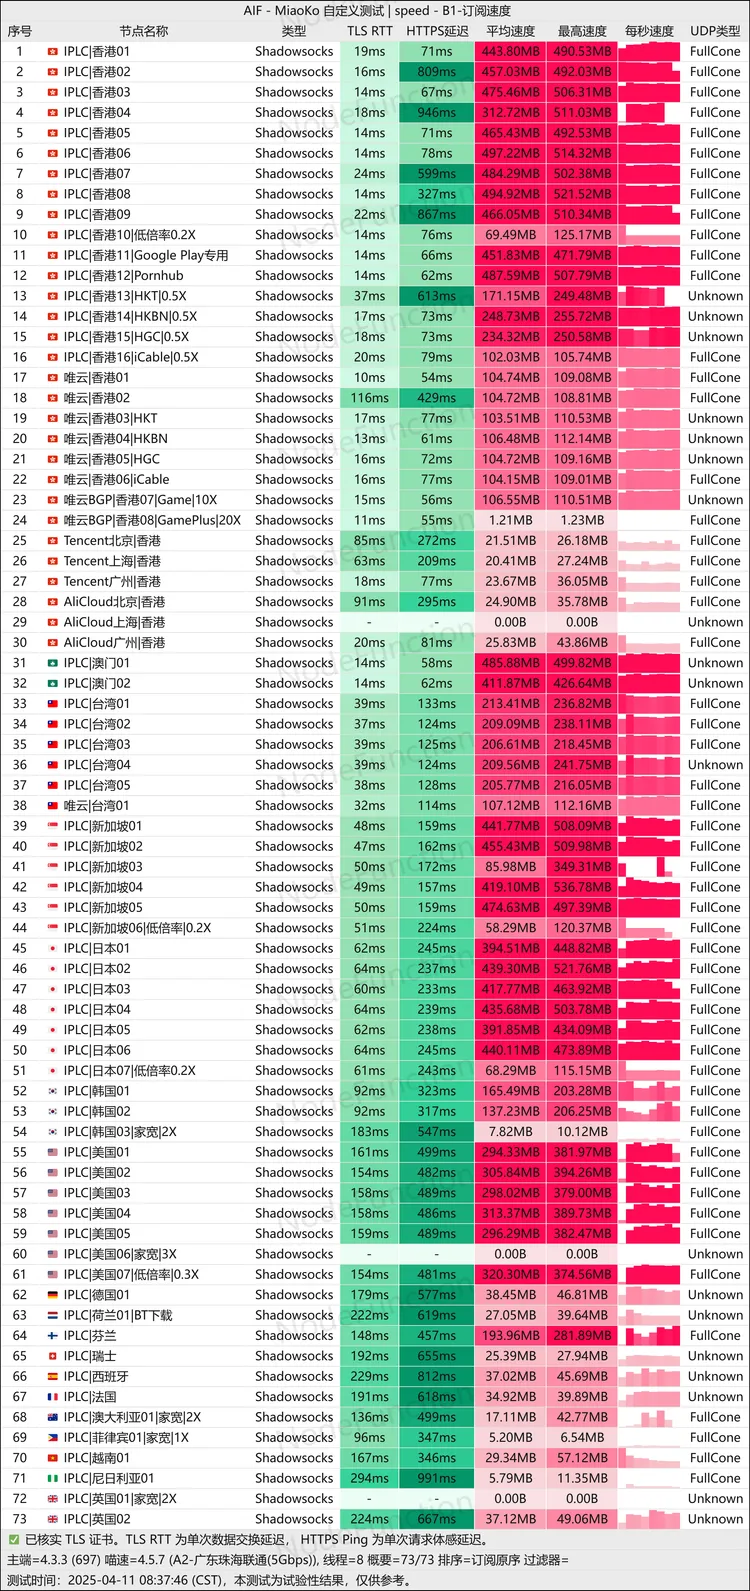 AIF - MiaoKo 自定义测试 | speed - B1-订阅速度
序号 节点名称 类型 TLS RTT HTTPS延迟 平均速度 最高速度 每秒速度 UDP类型
1 IPLC|香港01 Shadowsocks 19ms 71ms 443.80MB 490.53MB FullCone
2 IPLC|香港02 Shadowsocks 16ms 809ms 457.03MB 492.03MB FullCone
3 IPLC|香港03 Shadowsocks 14ms 67ms 475.46MB 506.31MB FullCone
4 IPLC|香港04 Shadowsocks 18ms 946ms 312.72MB 511.03MB FullCone
5 IPLC|香港05 Shadowsocks 14ms 71ms 465.43MB 492.53MB FullCone
6 IPLC|香港06 Shadowsocks 14ms 78ms 497.22MB 514.32MB FullCone
7 IPLC|香港07 Shadowsocks 24ms 599ms 484.29MB 502.38MB FullCone
8 IPLC|香港08 Shadowsocks 14ms 327ms 494.92MB 521.52MB FullCone
9 IPLC|香港09 Shadowsocks 22ms 867ms 466.05MB 510.34MB FullCone
10 IPLC|香港10|低倍率0.2X Shadowsocks 14ms 76ms 69.49MB 125.17MB FullCone
11 IPLC|香港11|Google Play专用 Shadowsocks 14ms 66ms 451.83MB 471.79MB FullCone
12 IPLC|香港12|Pornhub Shadowsocks 14ms 62ms 487.59MB 507.79MB FullCone
13 IPLC|香港13|HKT|0.5X Shadowsocks 37ms 613ms 171.15MB 249.48MB Unknown
14 IPLC|香港14|HKBN|0.5X Shadowsocks 17ms 73ms 248.73MB 255.72MB Unknown
15 IPLC|香港15|HGC|0.5X Shadowsocks 18ms 73ms 234.32MB 250.58MB Unknown
16 IPLC|香港16|iCable|0.5X Shadowsocks 20ms 79ms 102.03MB 105.74MB FullCone
17 唯云|香港01 Shadowsocks 10ms 54ms 104.74MB 109.08MB FullCone
18 唯云|香港02 Shadowsocks 116ms 429ms 104.72MB 108.81MB FullCone
19 唯云|香港03|HKT Shadowsocks 17ms 77ms 103.51MB 110.53MB Unknown
20 唯云|香港04|HKBN Shadowsocks 13ms 61ms 106.48MB 112.14MB Unknown
21 唯云|香港05|HGC Shadowsocks 16ms 72ms 104.72MB 109.16MB Unknown
22 唯云|香港06|iCable Shadowsocks 16ms 77ms 104.15MB 109.01MB FullCone
23 唯云BGP|香港07|Game|10X Shadowsocks 15ms 56ms 106.55MB 110.51MB Unknown
24 唯云BGP|香港08|GamePlus|20X Shadowsocks 11ms 55ms 1.21MB 1.23MB FullCone
25 Tencent北京|香港 Shadowsocks 85ms 272ms 21.51MB 26.18MB FullCone
26 Tencent上海|香港 Shadowsocks 63ms 209ms 20.41MB 27.24MB FullCone
27 Tencent广州|香港 Shadowsocks 18ms 77ms 23.67MB 36.05MB FullCone
28 AliCloud北京|香港 Shadowsocks 91ms 295ms 24.90MB 35.78MB FullCone
29 AliCloud上海|香港 Shadowsocks - - 0.00B 0.00B Unknown
30 AliCloud广州|香港 Shadowsocks 20ms 81ms 25.83MB 43.86MB FullCone
31 IPLC|澳门01 Shadowsocks 14ms 58ms 485.88MB 499.82MB Unknown
32 IPLC|澳门02 Shadowsocks 14ms 62ms 411.87MB 426.64MB Unknown
33 IPLC|台湾01 Shadowsocks 39ms 133ms 213.41MB 236.82MB FullCone
34 IPLC|台湾02 Shadowsocks 37ms 124ms 209.09MB 238.11MB FullCone
35 IPLC|台湾03 Shadowsocks 39ms 125ms 206.61MB 218.45MB FullCone
36 IPLC|台湾04 Shadowsocks 39ms 124ms 209.56MB 241.75MB Unknown
37 IPLC|台湾05 Shadowsocks 38ms 128ms 205.77MB 216.05MB FullCone
38 唯云|台湾01 Shadowsocks 32ms 114ms 107.12MB 112.16MB FullCone
39 IPLC|新加坡01 Shadowsocks 48ms 159ms 441.77MB 508.09MB FullCone
40 IPLC|新加坡02 Shadowsocks 47ms 162ms 455.43MB 509.98MB FullCone
41 IPLC|新加坡03 Shadowsocks 50ms 172ms 85.98MB 349.31MB FullCone
42 IPLC|新加坡04 Shadowsocks 49ms 157ms 419.10MB 536.78MB FullCone
43 IPLC|新加坡05 Shadowsocks 50ms 159ms 474.63MB 497.39MB FullCone
44 IPLC|新加坡06|低倍率|0.2X Shadowsocks 51ms 224ms 58.29MB 120.37MB FullCone
45 IPLC|日本01 Shadowsocks 62ms 245ms 394.51MB 448.82MB FullCone
46 IPLC|日本02 Shadowsocks 64ms 237ms 439.30MB 521.76MB FullCone
47 IPLC|日本03 Shadowsocks 60ms 233ms 417.77MB 463.92MB FullCone
48 IPLC|日本04 Shadowsocks 64ms 239ms 435.68MB 503.78MB FullCone
49 IPLC|日本05 Shadowsocks 62ms 238ms 391.85MB 434.09MB FullCone
50 IPLC|日本06 Shadowsocks 64ms 245ms 440.11MB 473.89MB FullCone
51 IPLC|日本07|低倍率0.2X Shadowsocks 61ms 243ms 68.29MB 115.15MB FullCone
52 IPLC|韩国01 Shadowsocks 92ms 323ms 165.49MB 203.28MB FullCone
53 IPLC|韩国02 Shadowsocks 92ms 317ms 137.23MB 206.25MB FullCone
54 IPLC|韩国03|家宽|2X Shadowsocks 183ms 547ms 7.82MB 10.12MB FullCone
55 IPLC|美国01 Shadowsocks 161ms 499ms 294.33MB 381.97MB FullCone
56 IPLC|美国02 Shadowsocks 154ms 482ms 305.84MB 394.26MB FullCone
57 IPLC|美国03 Shadowsocks 158ms 489ms 298.02MB 379.00MB FullCone
58 IPLC|美国04 Shadowsocks 158ms 486ms 313.37MB 389.73MB FullCone
59 IPLC|美国05 Shadowsocks 159ms 489ms 296.29MB 382.47MB FullCone
60 IPLC|美国06|家宽|3X Shadowsocks - - 0.00B 0.00B Unknown
61 IPLC|美国07|低倍率|0.3X Shadowsocks 154ms 481ms 320.30MB 374.56MB FullCone
62 IPLC|德国01 Shadowsocks 179ms 577ms 38.45MB 46.81MB Unknown
63 IPLC|荷兰01|BT下载 Shadowsocks 222ms 619ms 27.05MB 39.64MB Unknown
64 IPLC|芬兰 Shadowsocks 148ms 457ms 193.96MB 281.89MB FullCone
65 IPLC|瑞士 Shadowsocks 192ms 655ms 25.39MB 27.94MB Unknown
66 IPLC|西班牙 Shadowsocks 229ms 812ms 37.02MB 45.69MB Unknown
67 IPLC|法国 Shadowsocks 191ms 618ms 34.92MB 39.89MB Unknown
68 IPLC|澳大利亚01|家宽|2X Shadowsocks 136ms 499ms 17.11MB 42.77MB FullCone
69 IPLC|菲律宾01|家宽|1X Shadowsocks 96ms 347ms 5.20MB 6.54MB FullCone
70 IPLC|越南01 Shadowsocks 167ms 346ms 29.34MB 57.12MB FullCone
71 IPLC|尼日利亚01 Shadowsocks 294ms 991ms 5.79MB 11.35MB FullCone
72 IPLC|英国01|家宽|2X Shadowsocks - - 0.00B 0.00B Unknown
73 IPLC|英国02 Shadowsocks 224ms 667ms 37.12MB 49.06MB Unknown
已核实 TLS 证书。TLS RTT 为单次数据交换延迟， HTTPS Ping 为单次请求体感延迟。
主端=4.3.3 (697) 喵速=4.5.7 (A2-广东珠海联通(5Gbps)), 线程=8 概要=73/73 排序=订阅原序 过滤器=
测试时间：2025-04-11 08:37:46 (CST)，本测试为试验性结果，仅供参考。